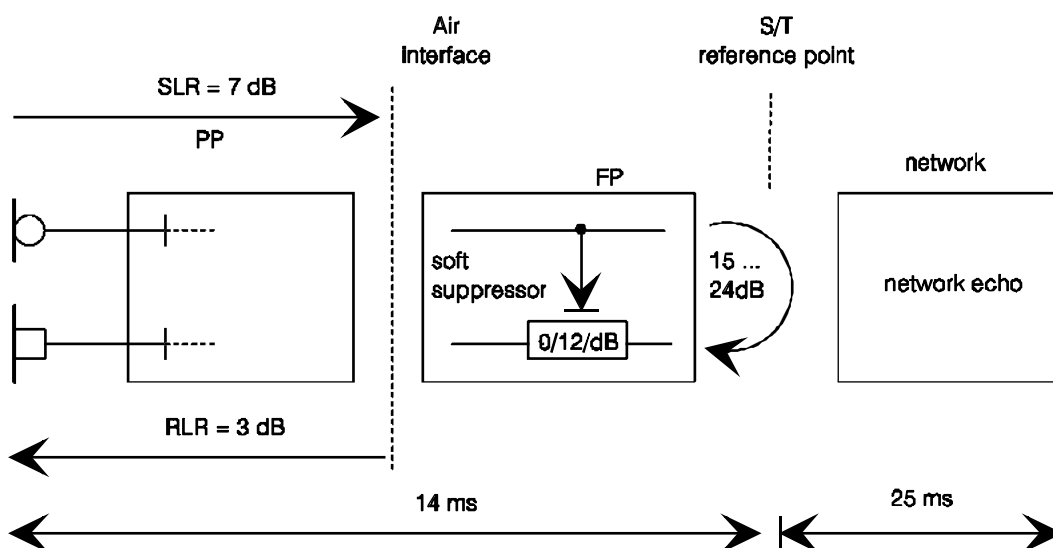 Air
interface
S/T
reference point
SLR = 7 dB
PP
network
FP
soft
suppressor
15 ...
24dB
network echo
0/12/dB
RLR = 3 dB
14 ms
25 ms